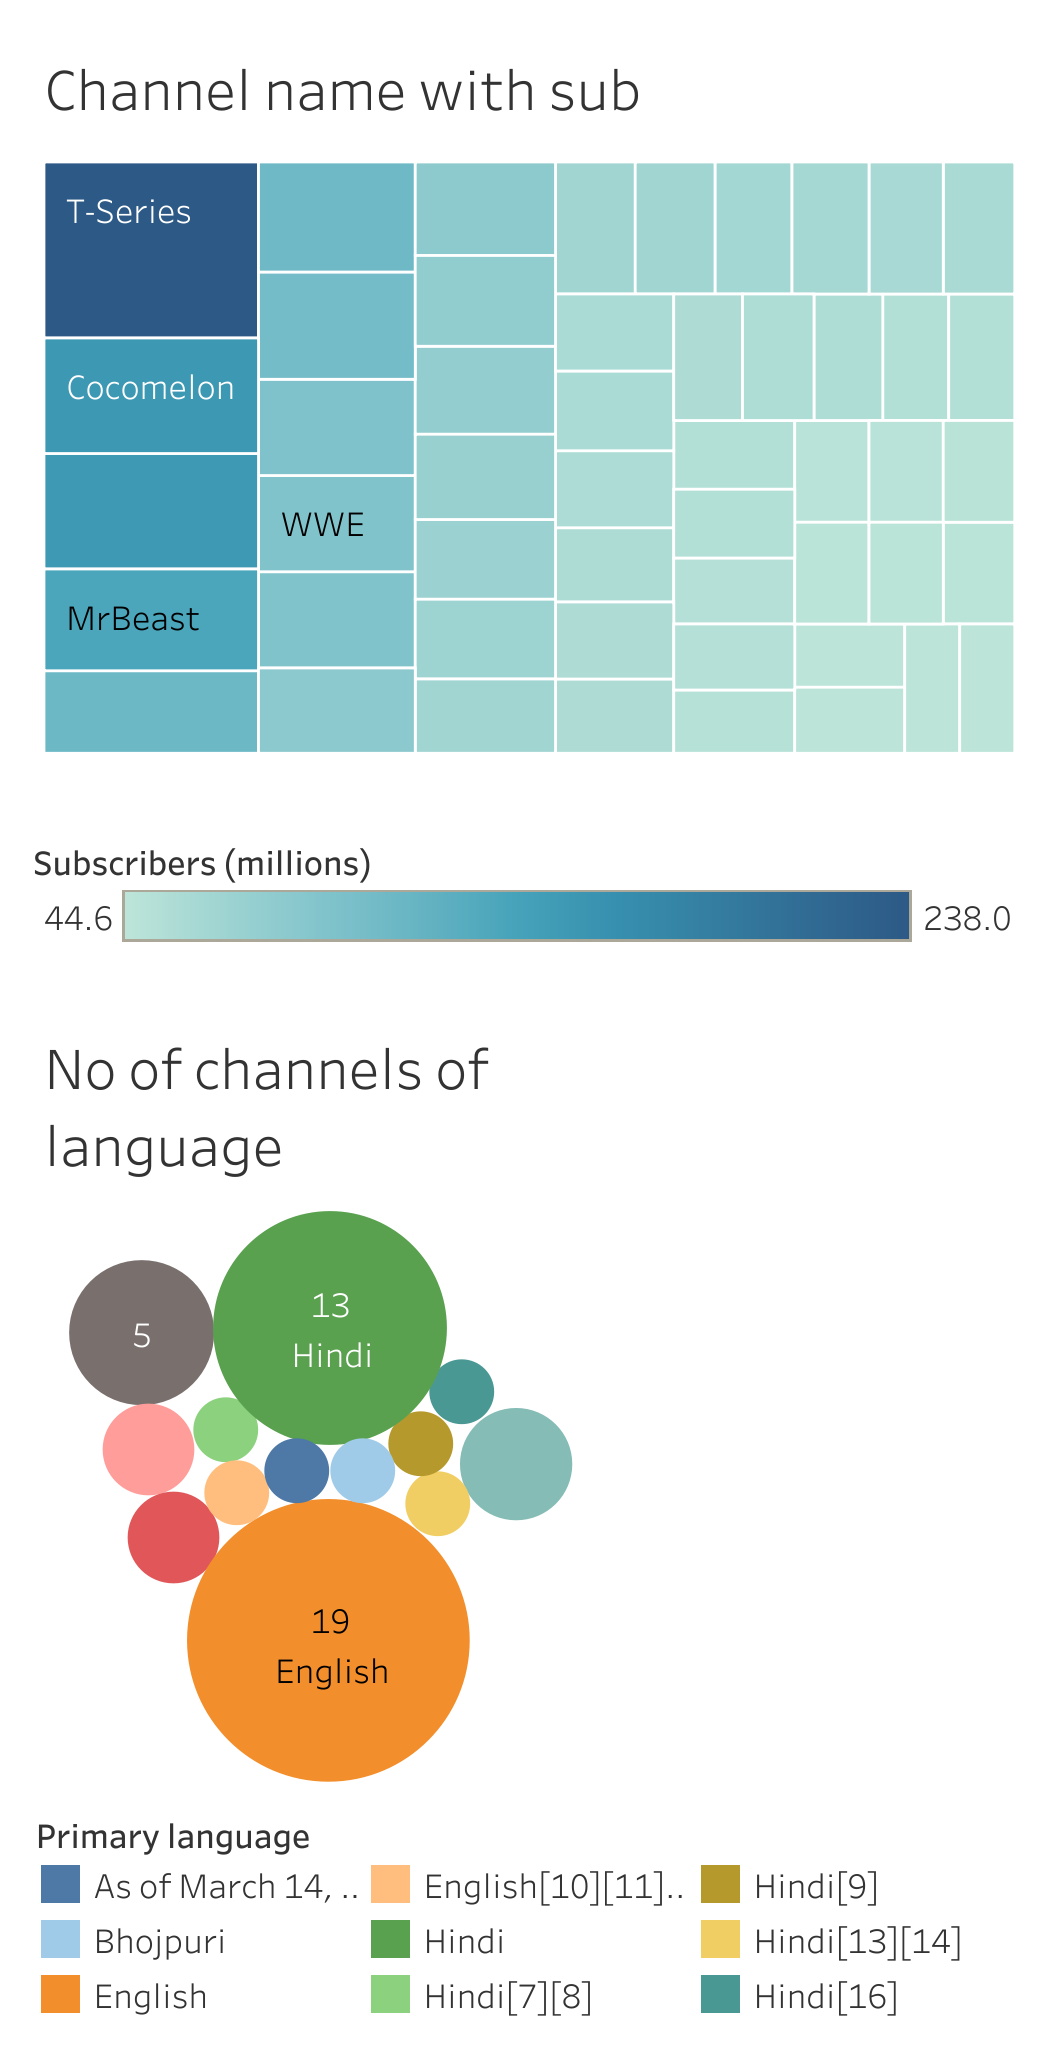 Channel name with sub
T-Series
Cocomelon
WWE
MrBeast
Subscribers (millions)
44.6
238.0
No of channels of
language
13
5
Hindi
19
English
Primary language
As of March 14, ..
English[10][11]..
Hindi[9]
Bhojpuri
Hindi
Hindi[13][14]
English
Hindi[7][8]
Hindi[16]